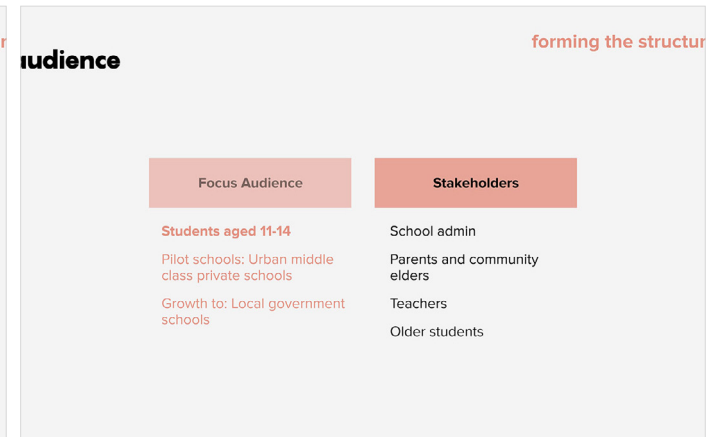 forming the structur
audience
Focus Audience
Stakeholders
Students aged 11-14
Pilot schools: Urban middle
class private schools
Growth to: Local government
schools
School admin
Parents and community
elders
Teachers
Older students